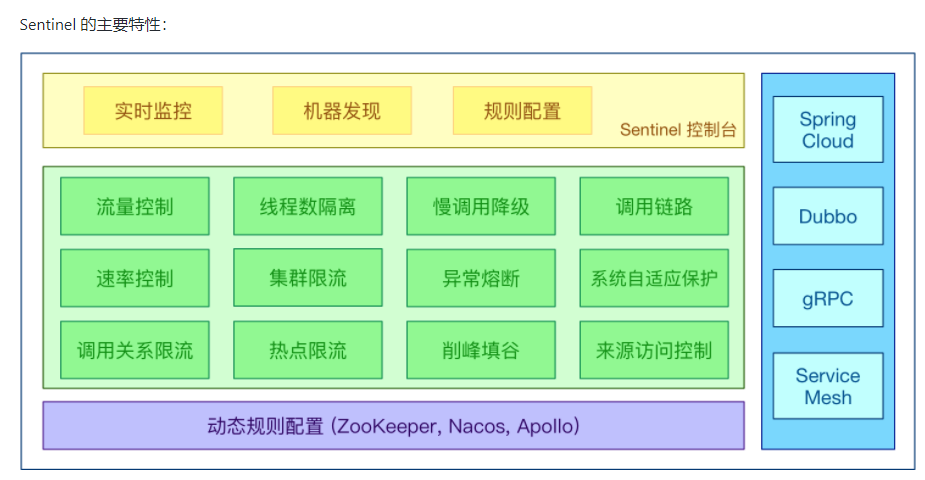 Sentinel 的主要特性：
实时监控
机器发现
规则配置
Sentinel 控制台
流量控制
线程数隔离
慢调用降级
调用链路
速率控制
集群限流
异常熔断
系统自适应保护
调用关系限流
热点限流
削峰填谷
来源访问控制
动态规则配置 (ZooKeeper, Nacos, Apollo)
Spring
Cloud
Dubbo
gRPC
Service
Mesh